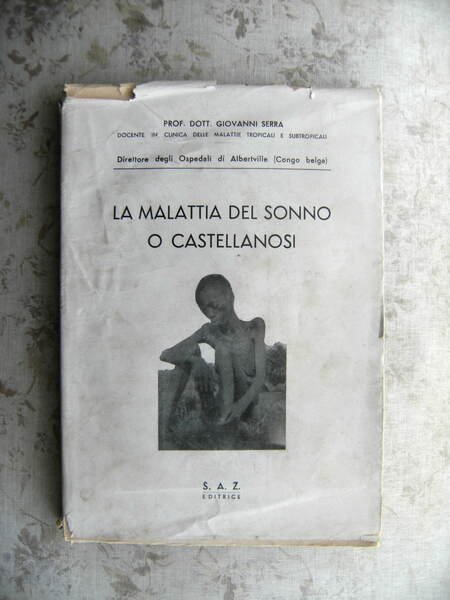 PROF. DOTT. GIOVANNI SERRA
DOCENTE IN CLINICA DELLE MALATTIE TROPICALI E SUBTROPICALI
Direttore degli Ospedali di Albertville (Congo belga)
LA MALATTIA DEL SONNO
O CASTELLANOSI
S. A. Z.
EDITRICE